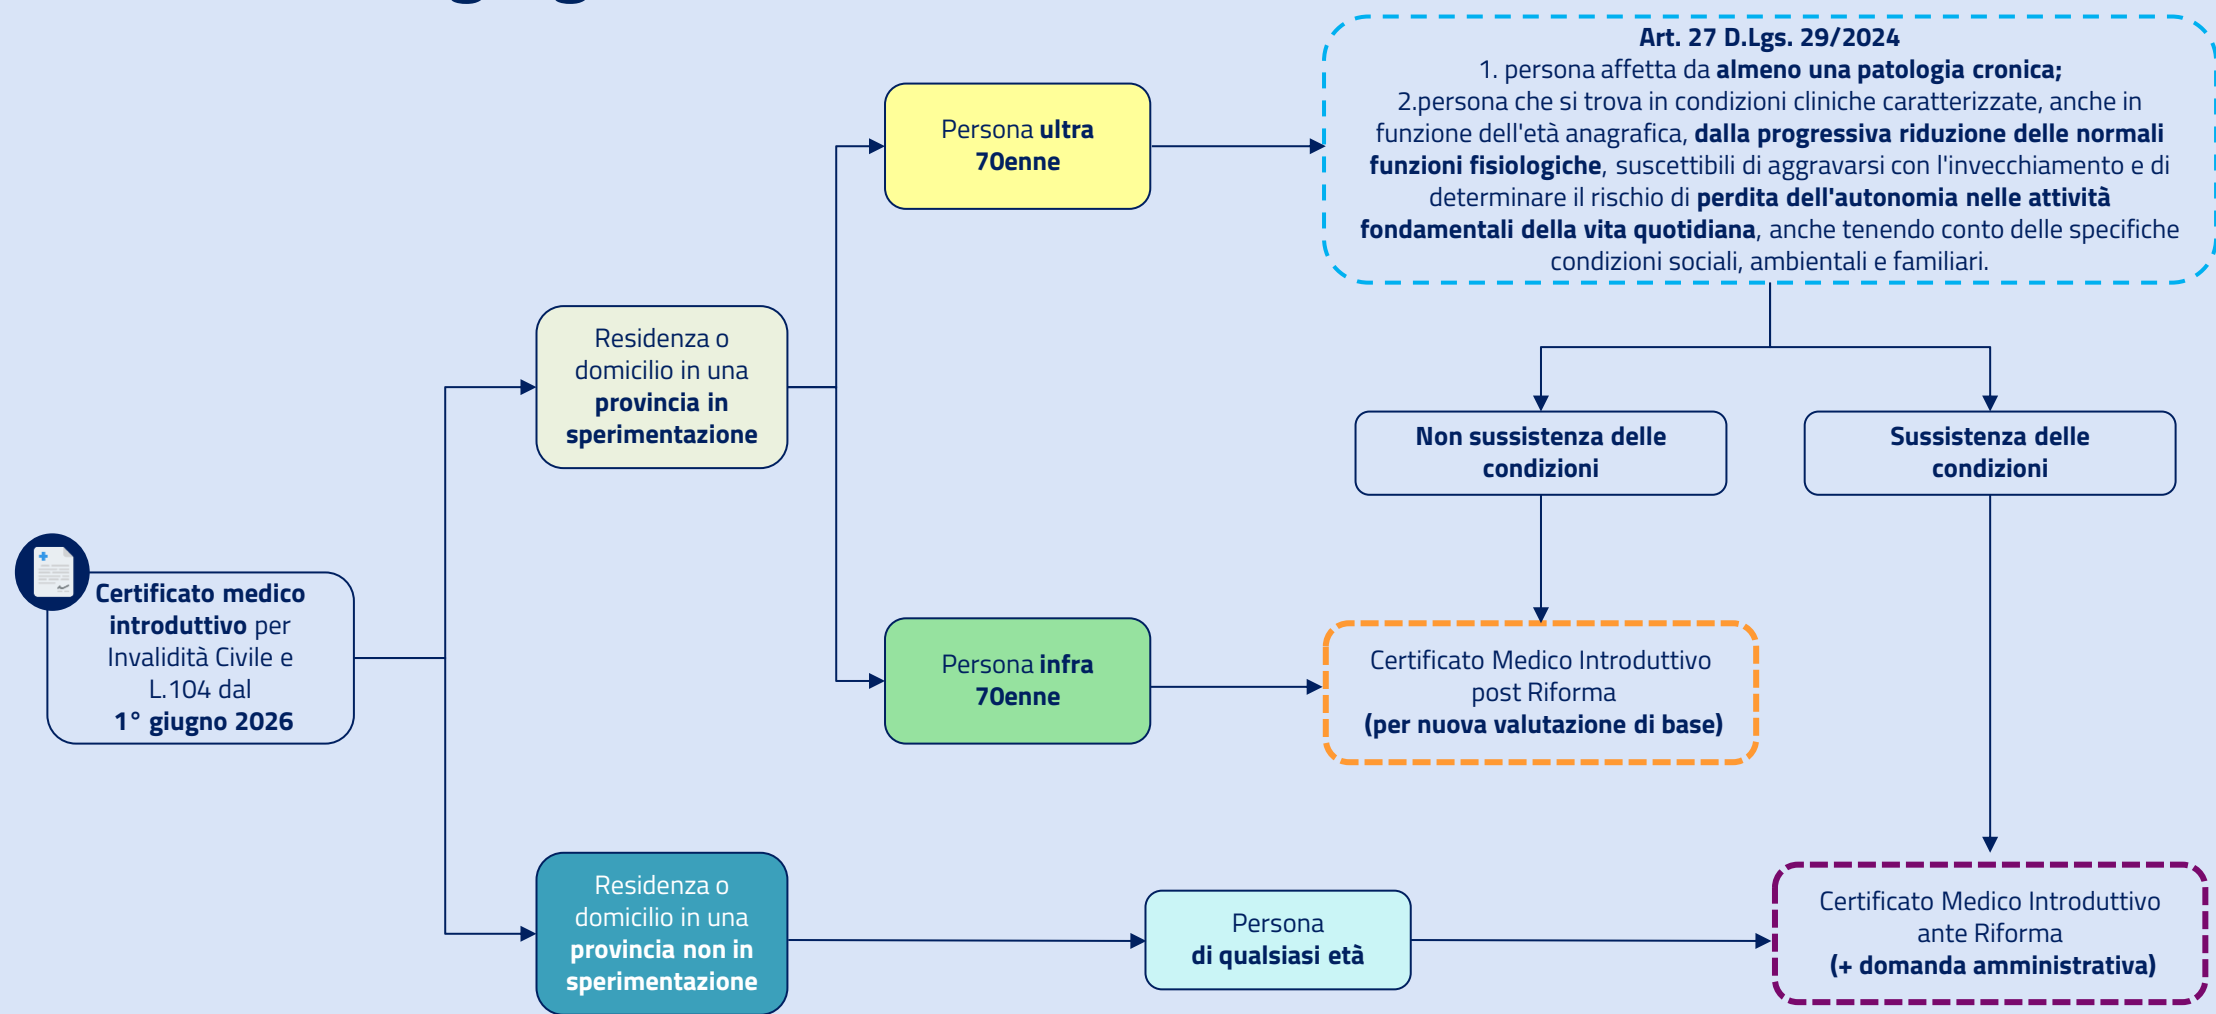 Art. 27 D.Lgs. 29/2024
1. persona affetta da almeno una patologia cronica;
2.persona che si trova in condizioni cliniche caratterizzate, anche in
funzione dell'età anagrafica, dalla progressiva riduzione delle normali
funzioni fisiologiche, suscettibili di aggravarsi con l'invecchiamento e di
determinare il rischio di perdita dell'autonomia nelle attività
fondamentali della vita quotidiana, anche tenendo conto delle specifiche
condizioni sociali, ambientali e familiari.
Persona ultra
70enne
Residenza o
domicilio in una
provincia in
sperimentazione
Non sussistenza delle
condizioni
Sussistenza delle
condizioni
Certificato medico
introduttivo per
Invalidità Civile e
L.104 dal
1° giugno 2026
Persona infra
70enne
Certificato Medico Introduttivo
post Riforma
(per nuova valutazione di base)
Residenza o
domicilio in una
provincia non in
sperimentazione
Persona
di qualsiasi età
Certificato Medico Introduttivo
ante Riforma
(+ domanda amministrativa)